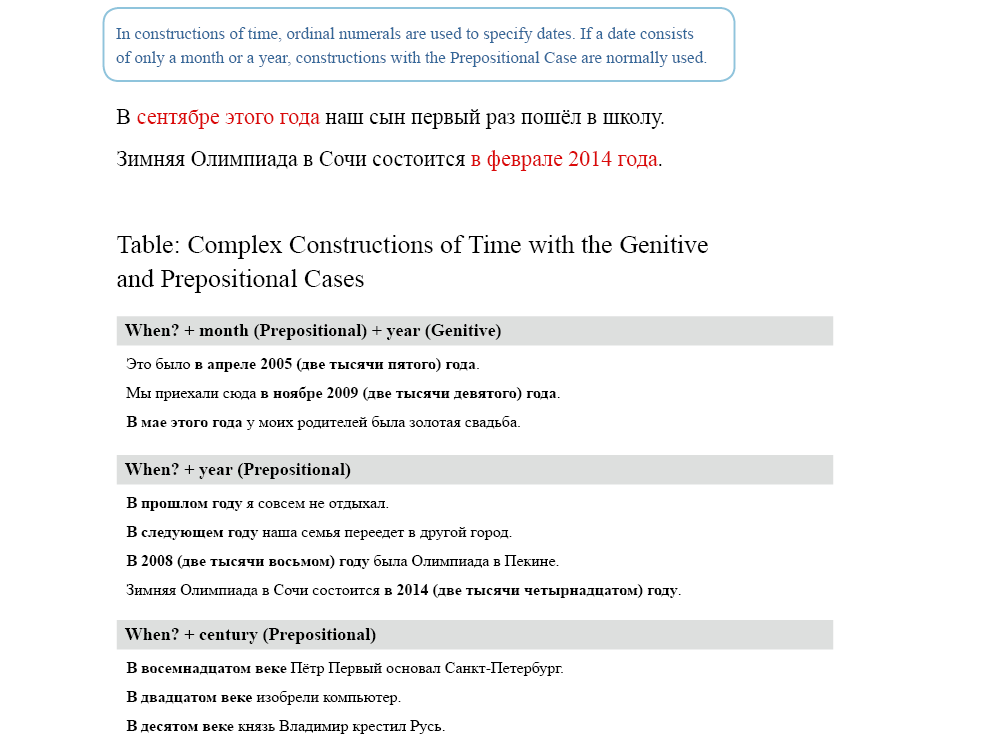 In constructions of time, ordinal numerals are used to specify dates. If a date consists
of only a month or a year, constructions with the Prepositional Case are normally used.
В сентябре этого года наш сын первый раз пошёл в школу.
Зимняя Олимпиада в Сочи состоится в феврале 2014 года.
Table: Complex Constructions of Time with the Genitive
and Prepositional Cases
When? + month (Prepositional) + year (Genitive)
Это было в апреле 2005 (две тысячи пятого) года.
Мы приехали сюда в ноябре 2009 (две тысячи девятого) года.
В мае этого года у моих родителей была золотая свадьба.
When? + year (Prepositional)
В прошлом году я совсем не отдыхал.
В следующем году наша семья переедет в другой город.
В 2008 (две тысячи восьмом) году была Олимпиада в Пекине.
Зимняя Олимпиада в Сочи состоится в 2014 (две тысячи четырнадцатом) году.
When? + century (Prepositional)
В восемнадцатом веке Пётр Первый основал Санкт-Петербург.
В двадцатом веке изобрели компьютер.
В десятом веке князь Владимир крестил Русь.